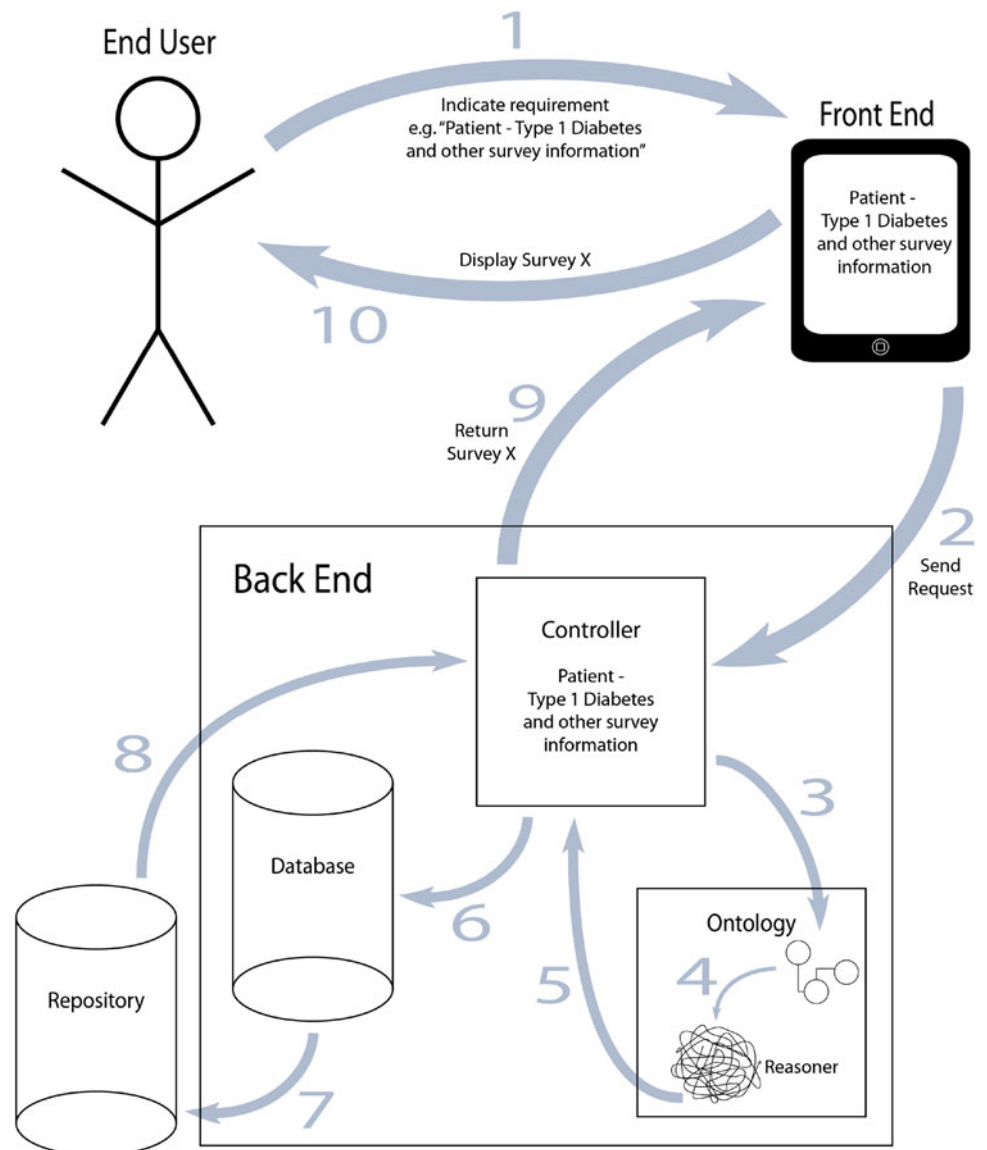 End User
1
Indicate requirement
e.g. “Patient - Type 1 Diabetes
and other survey information”
Front End
Patient -
Type 1 Diabetes
and other survey
information
Display Survey X
10
9
Return
Survey X
2
Send
Request
Back End
Controller
Patient -
Type 1 Diabetes
and other survey
information
8
3
Database
6
Ontology
4
5
Repository
Reasoner
7